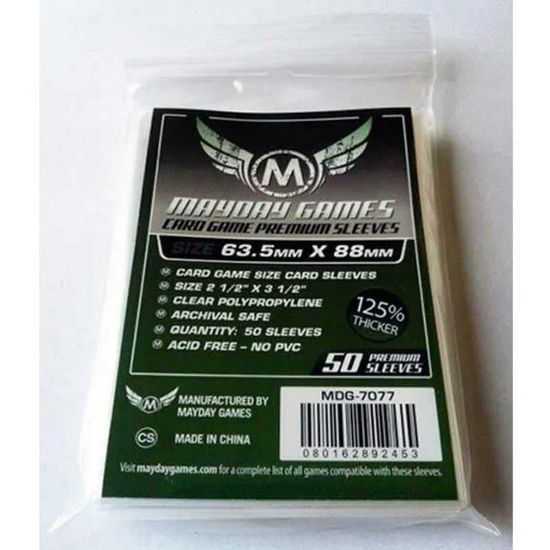 M
MAYDAY GAMES
CARD GAME PREMIUM SLEEVES
SIZE 63.5MM X 88MM
M CARD GAME SIZE CARD SLEEVES
M SIZE 2 1/2" X 3 1/2"
M CLEAR POLYPROPYLENE
M ARCHIVAL SAFE
M QUANTITY: 50 SLEEVES
M ACID FREE – NO PVC
125%
THICKER
50 PREMIUM SLEEVES
M MANUFACTURED BY
MAYDAY GAMES
CS MADE IN CHINA
MDG-7077
080162892453
Visit maydaygames.com for a complete list of all games compatible with these sleeves.